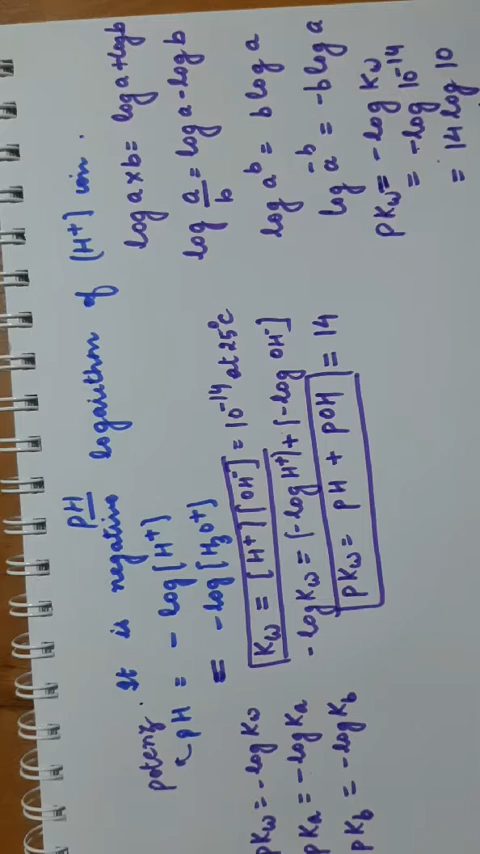 pH
It is negative logarithm of [H+] ion.
potenz
pH = - log [H+]
= - log [H3O+]
Kw = [H+] [OH-] = 10-14 at 25°C
-log Kw = [-log H+] + [-log OH-]
PKw = PH + POH = 14
PKw = -log Kw
PKa = -log Ka
PKb = -log Kb
log a x b = log a + log b
log a/b = log a - log b
log a^b = b log a
log a^-b = -b log a
PKw = -log Kw
= -log 10-14
= 14 log 10